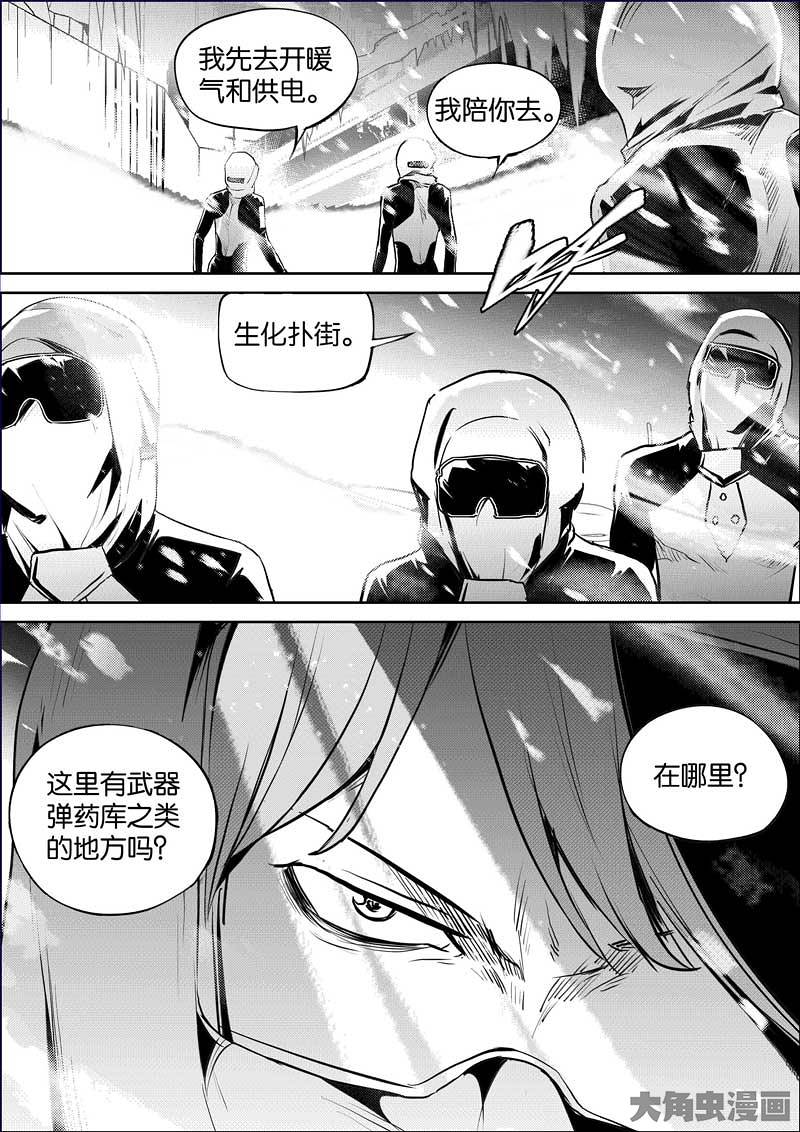 我先去开暖
气和供电。
我陪你去。
生化扑街。
这里有武器
弹药库之类
的地方吗?
在哪里?
大角虫漫画